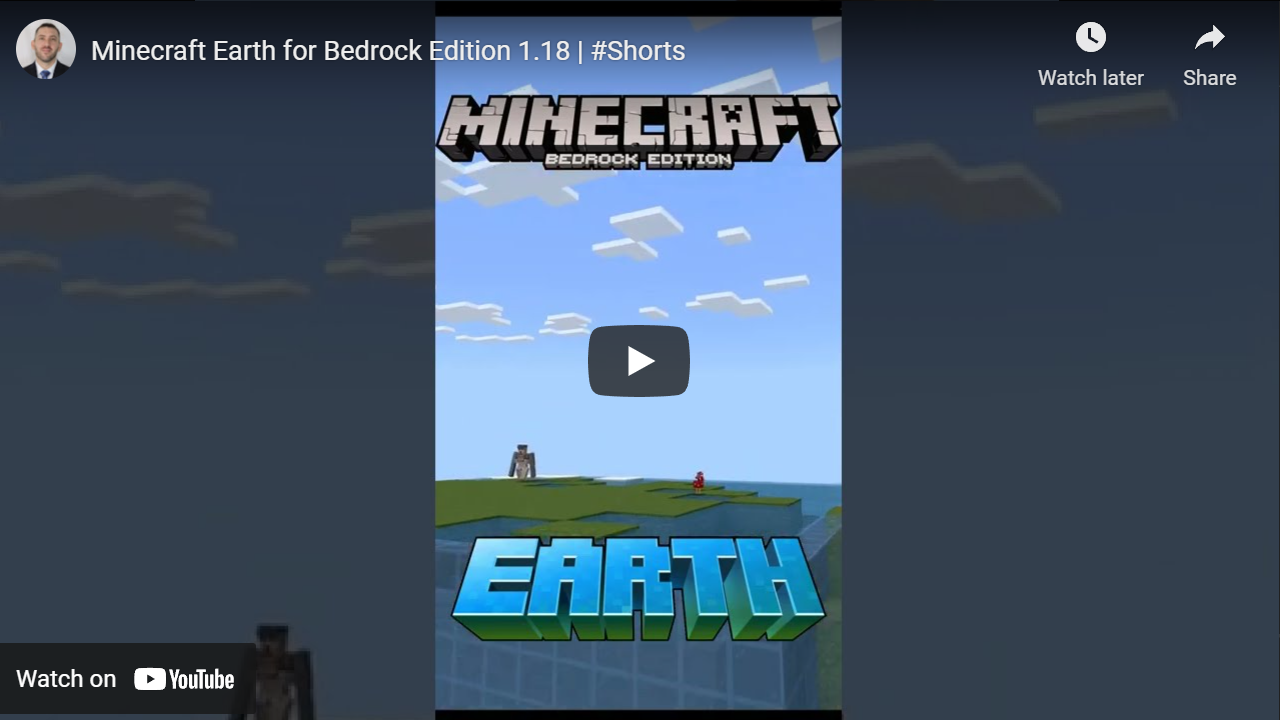 Minecraft Earth for Bedrock Edition 1.18 | #Shorts
Watch later
Share
MINECRAFT
BEDROCK EDITION
EARTH
Watch on YouTube